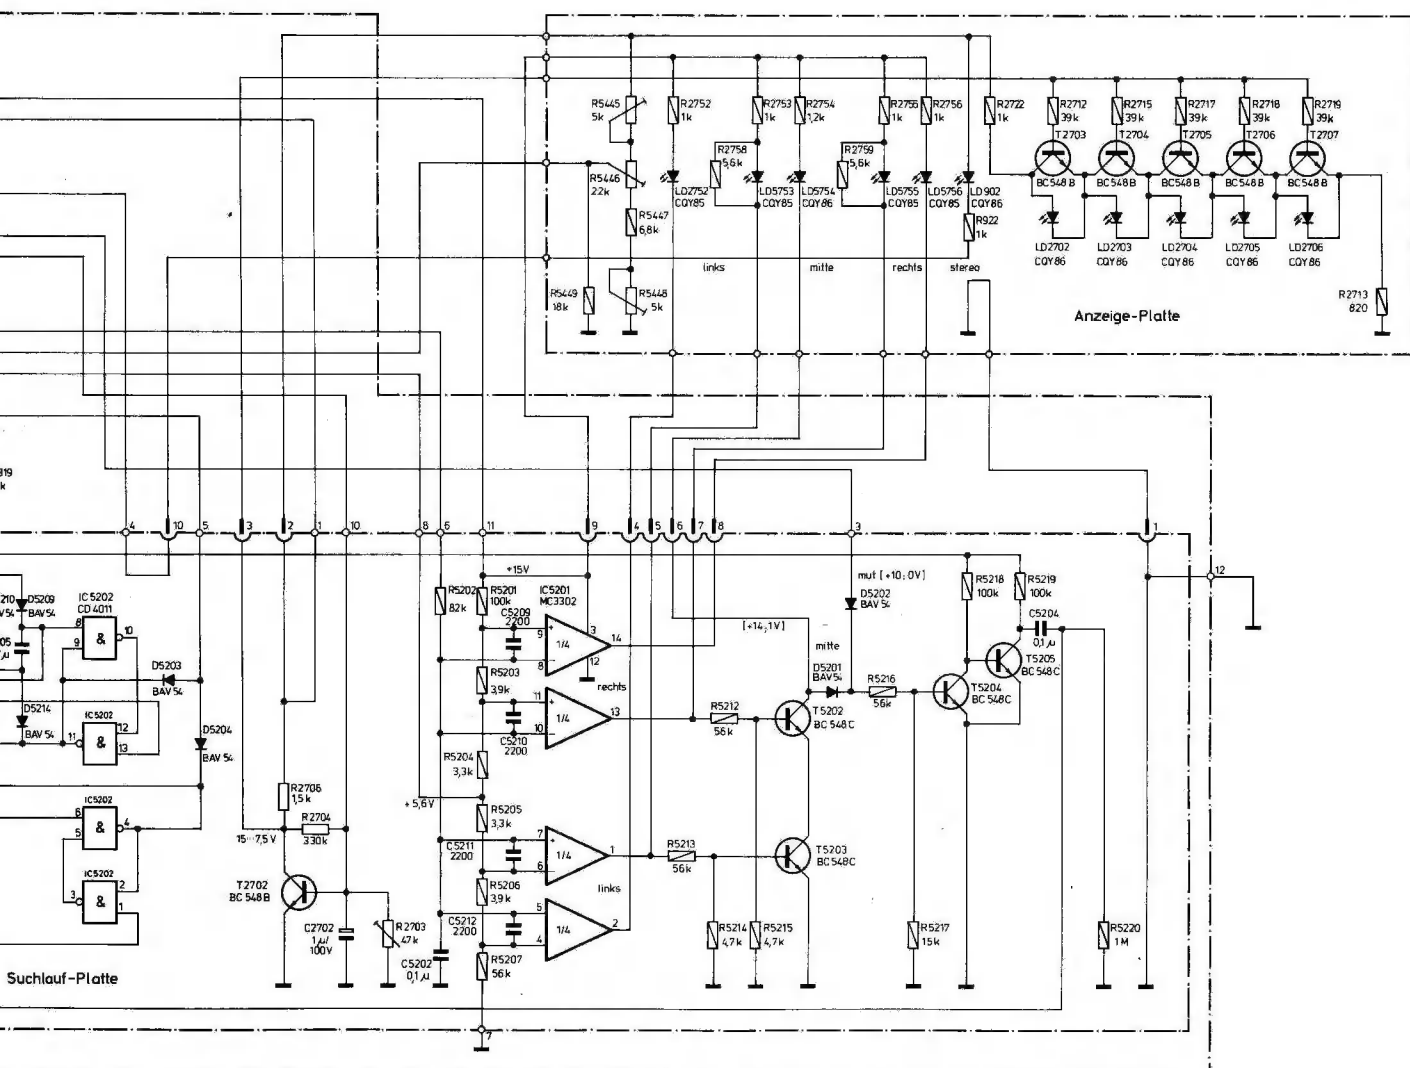 R5445
5k
R2752
1k
R2753
1k
R2754
1,2k
R2755
1k
R2756
1k
R2722
1k
R2712
39k
R2715
39k
R2717
39k
R2718
39k
R2719
39k
T2703
T2704
T2705
T2706
T2707
R2758
5,6k
R2759
5,6k
R5446
22k
LD2752
CQY85
LD5753
CQY85
LD5754
CQY86
LD5755
CQY85
LD5756
CQY85
LD902
CQY86
BC548B
BC548B
BC548B
BC548B
BC548B
R5447
6,8k
R922
1k
LD2702
CQY86
LD2703
CQY86
LD2704
CQY86
LD2705
CQY86
LD2706
CQY86
links
mitte
rechts
stereo
R5449
18k
R5448
5k
R2713
820
Anzeige-Platte
319
k
4
10
5
3
2
1
10
8
6
11
9
4
5
6
7
8
3
1
12
+15V
mut [+10;0V]
[+14;1V]
mitte
D5209
BAV54
IC5202
CD4011
8
9
&
10
R5202
82k
R5201
100k
C5209
2200
IC5201
MC3302
+
9
8
1/4
3
12
14
rechts
D5202
BAV54
R5218
100k
R5219
100k
C5204
0,1µ
T5205
BC548C
D5203
BAV54
R5203
3,9k
D5201
BAV54
R5216
56k
T5204
BC548C
D5214
BAV54
IC5202
11
&
12
13
D5204
BAV54
C5210
2200
11
+
10
1/4
13
R5212
56k
T5202
BC548C
R5204
3,3k
R2706
1,5k
+5,6V
R5205
3,3k
IC5202
6
5
&
4
15...7,5V
R2704
330k
C5211
2200
7
+
6
1/4
1
R5213
56k
T5203
BC548C
IC5202
3
&
2
1
T2702
BC548B
R5206
3,9k
links
C2702
1µ/
100V
R2703
47k
C5212
2200
5
4
1/4
2
R5214
4,7k
R5215
4,7k
R5217
15k
R5220
1M
C5202
0,1µ
R5207
56k
Suchlauf-Platte
7